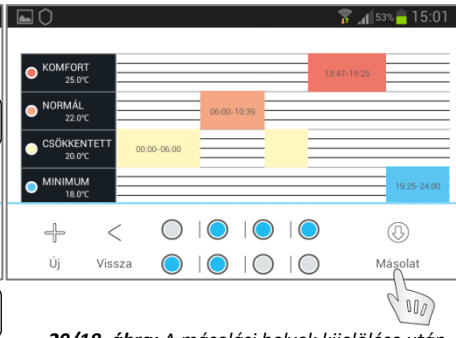 53% 15:01
KOMFORT
25.0°C
13:47-19:25
NORMÁL
22.0°C
06:00-10:39
CSÖKKENTETT
20.0°C
00:00-06:00
MINIMUM
18.0°C
19:25-24:00
Új Vissza Másolat
ábra: A másolási helyek kijelölése után